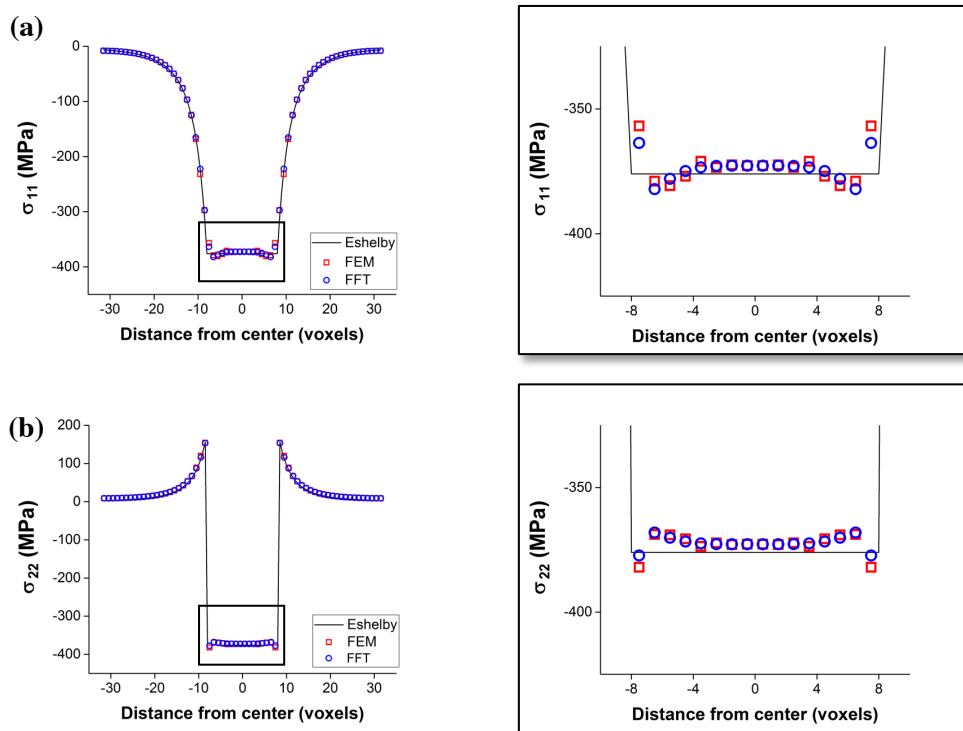 (a)
σ11 (MPa)
0
-100
-200
-300
-400
-30 -20 -10 0 10 20 30
Distance from center (voxels)
Eshelby
FEM
FFT
σ11 (MPa)
-350
-400
-8 -4 0 4 8
Distance from center (voxels)
(b)
σ22 (MPa)
200
100
0
-100
-200
-300
-400
-30 -20 -10 0 10 20 30
Distance from center (voxels)
Eshelby
FEM
FFT
σ22 (MPa)
-350
-400
-8 -4 0 4 8
Distance from center (voxels)